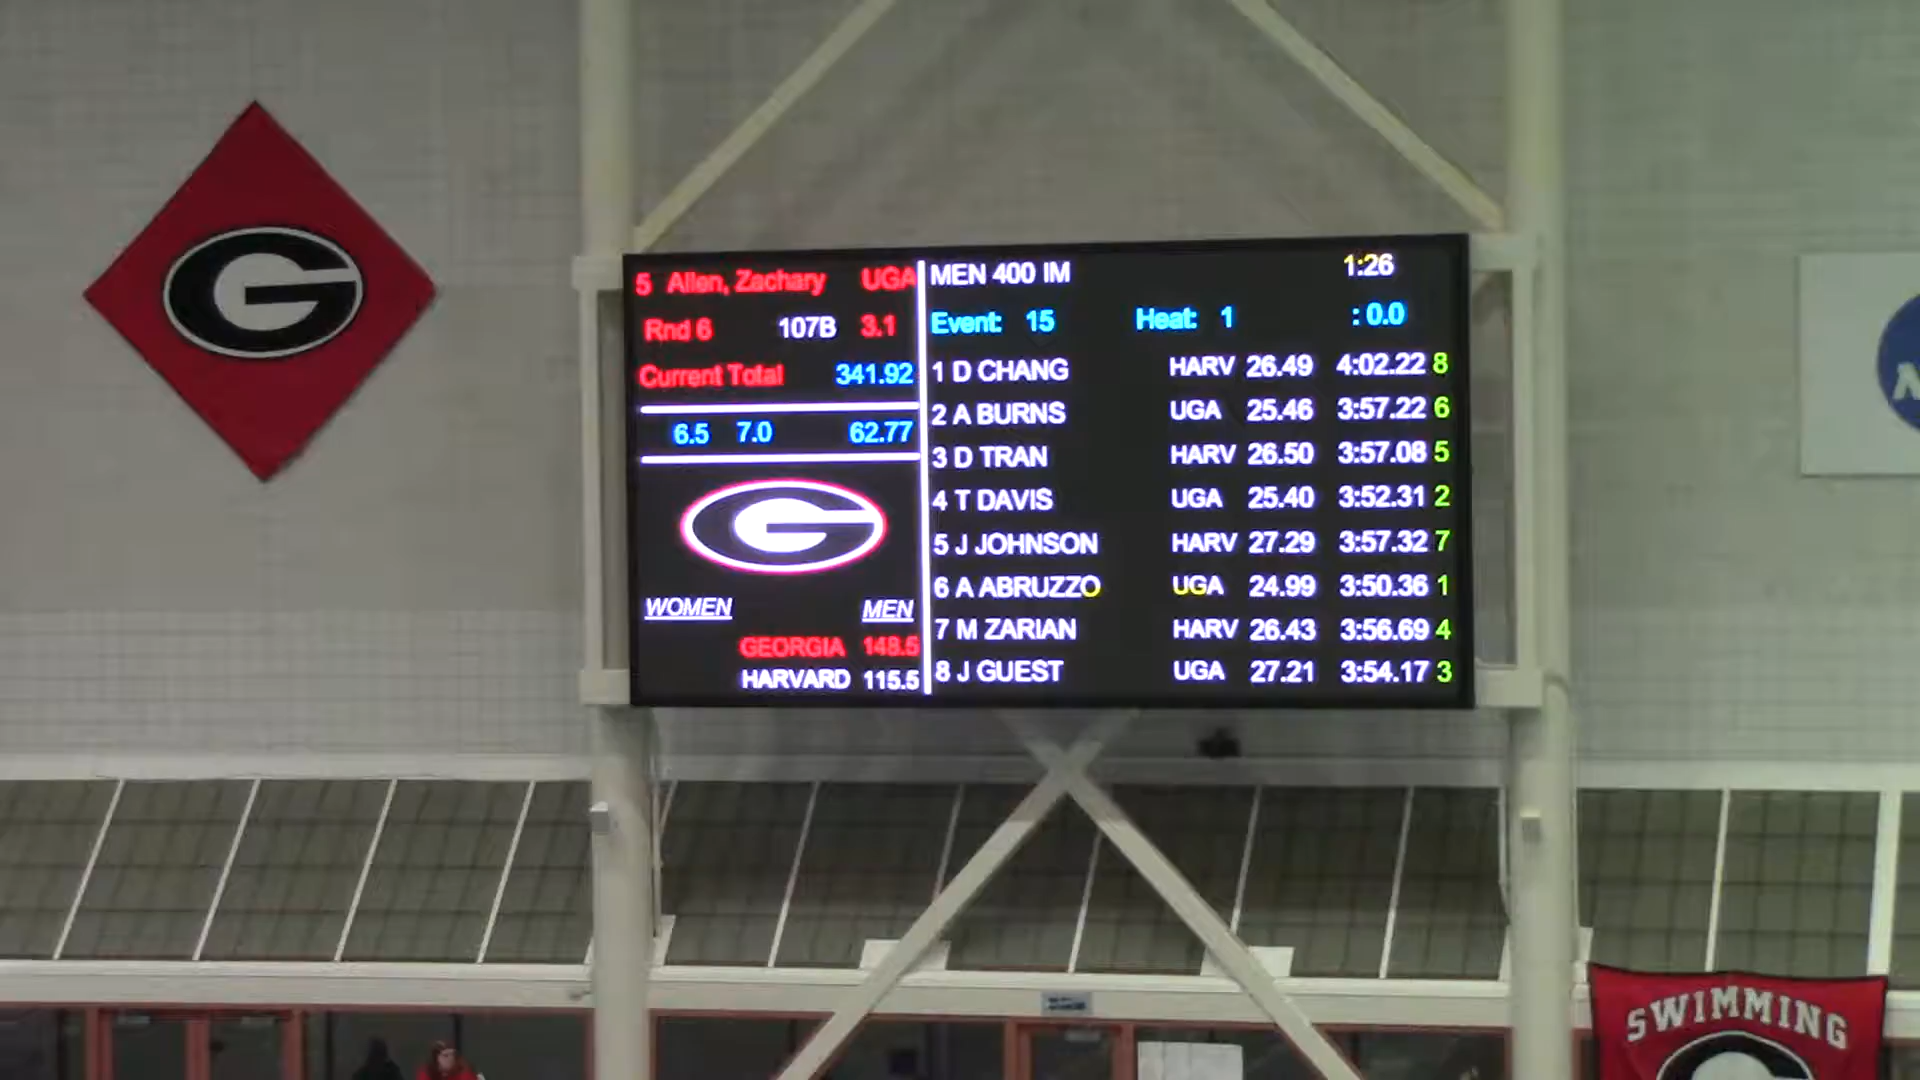 5 Allen, Zachary UGA
Rnd 6 107B 3.1
Current Total 341.92
6.5 7.0 62.77
G
WOMEN MEN
GEORGIA 148.5
HARVARD 115.5
MEN 400 IM 1:26
Event: 15 Heat: 1 : 0.0
1 D CHANG HARV 26.49 4:02.22 8
2 A BURNS UGA 25.46 3:57.22 6
3 D TRAN HARV 26.50 3:57.08 5
4 T DAVIS UGA 25.40 3:52.31 2
5 J JOHNSON HARV 27.29 3:57.32 7
6 A ABRUZZO UGA 24.99 3:50.36 1
7 M ZARIAN HARV 26.43 3:56.69 4
8 J GUEST UGA 27.21 3:54.17 3
G
N
SWIMMING